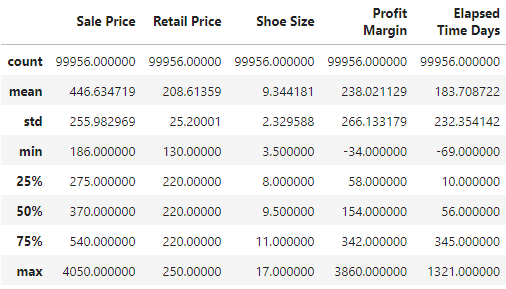 Sale Price Retail Price Shoe Size Profit Margin Elapsed Time Days
count 99956.000000 99956.00000 99956.000000 99956.000000 99956.000000
mean 446.634719 208.61359 9.344181 238.021129 183.708722
std 255.982969 25.20001 2.329588 266.133179 232.354142
min 186.000000 130.00000 3.500000 -34.000000 -69.000000
25% 275.000000 220.00000 8.000000 58.000000 10.000000
50% 370.000000 220.00000 9.500000 154.000000 56.000000
75% 540.000000 220.00000 11.000000 342.000000 345.000000
max 4050.000000 250.00000 17.000000 3860.000000 1321.000000